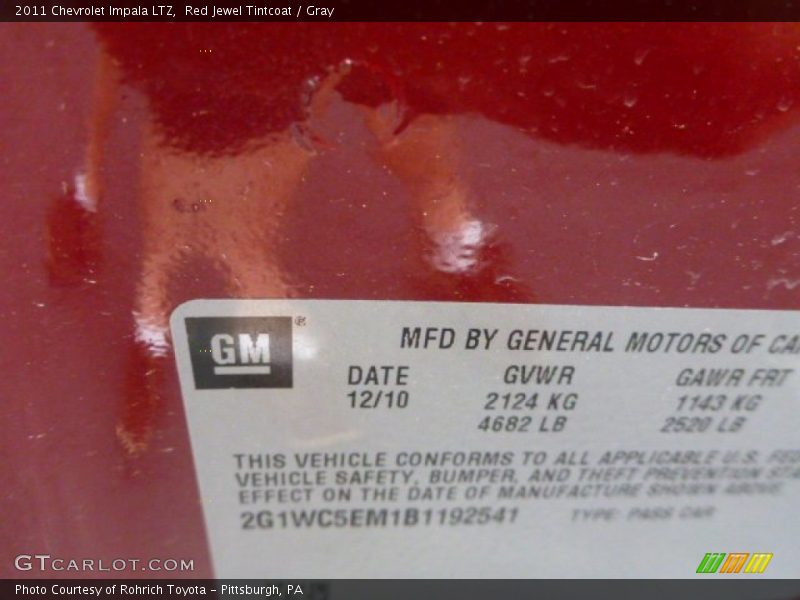 2011 Chevrolet Impala LTZ, Red Jewel Tintcoat / Gray
GM ®
MFD BY GENERAL MOTORS OF CA
DATE GVWR GAWR FRT
12/10 2124 KG 1143 KG
4682 LB 2520 LB
THIS VEHICLE CONFORMS TO ALL APPLICABLE U.S. FED
VEHICLE SAFETY, BUMPER, AND THEFT PREVENTION STA
EFFECT ON THE DATE OF MANUFACTURE SHOWN ABOVE
2G1WC5EM1B1192541 TYPE: PASS CAR
GTCARLOT.COM
Photo Courtesy of Rohrich Toyota - Pittsburgh, PA